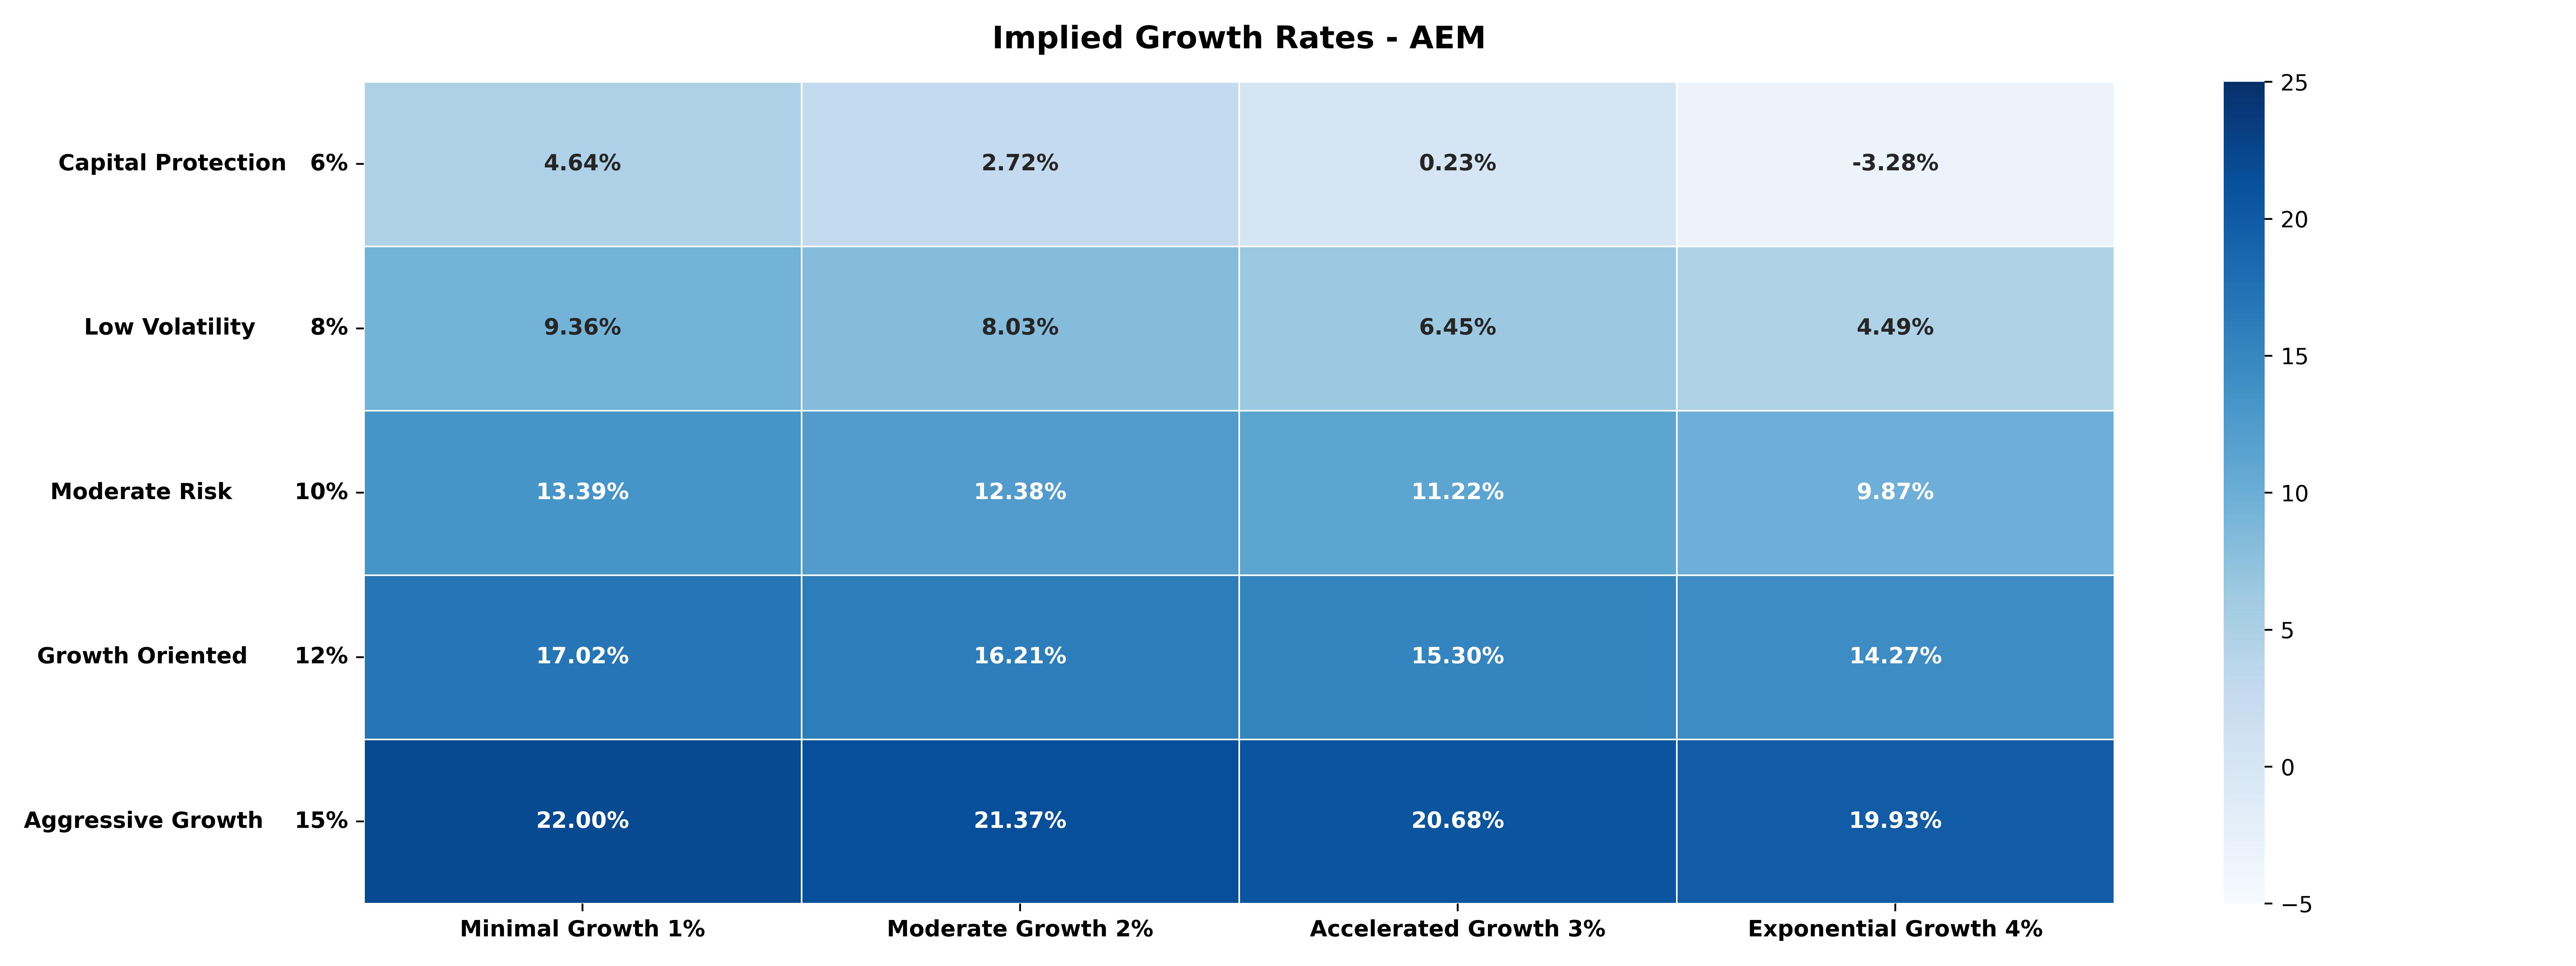 Implied Growth Rates - AEM
Capital Protection 6% 4.64% 2.72% 0.23% -3.28%
Low Volatility 8% 9.36% 8.03% 6.45% 4.49%
Moderate Risk 10% 13.39% 12.38% 11.22% 9.87%
Growth Oriented 12% 17.02% 16.21% 15.30% 14.27%
Aggressive Growth 15% 22.00% 21.37% 20.68% 19.93%
Minimal Growth 1% Moderate Growth 2% Accelerated Growth 3% Exponential Growth 4%
25
20
15
10
5
0
−5